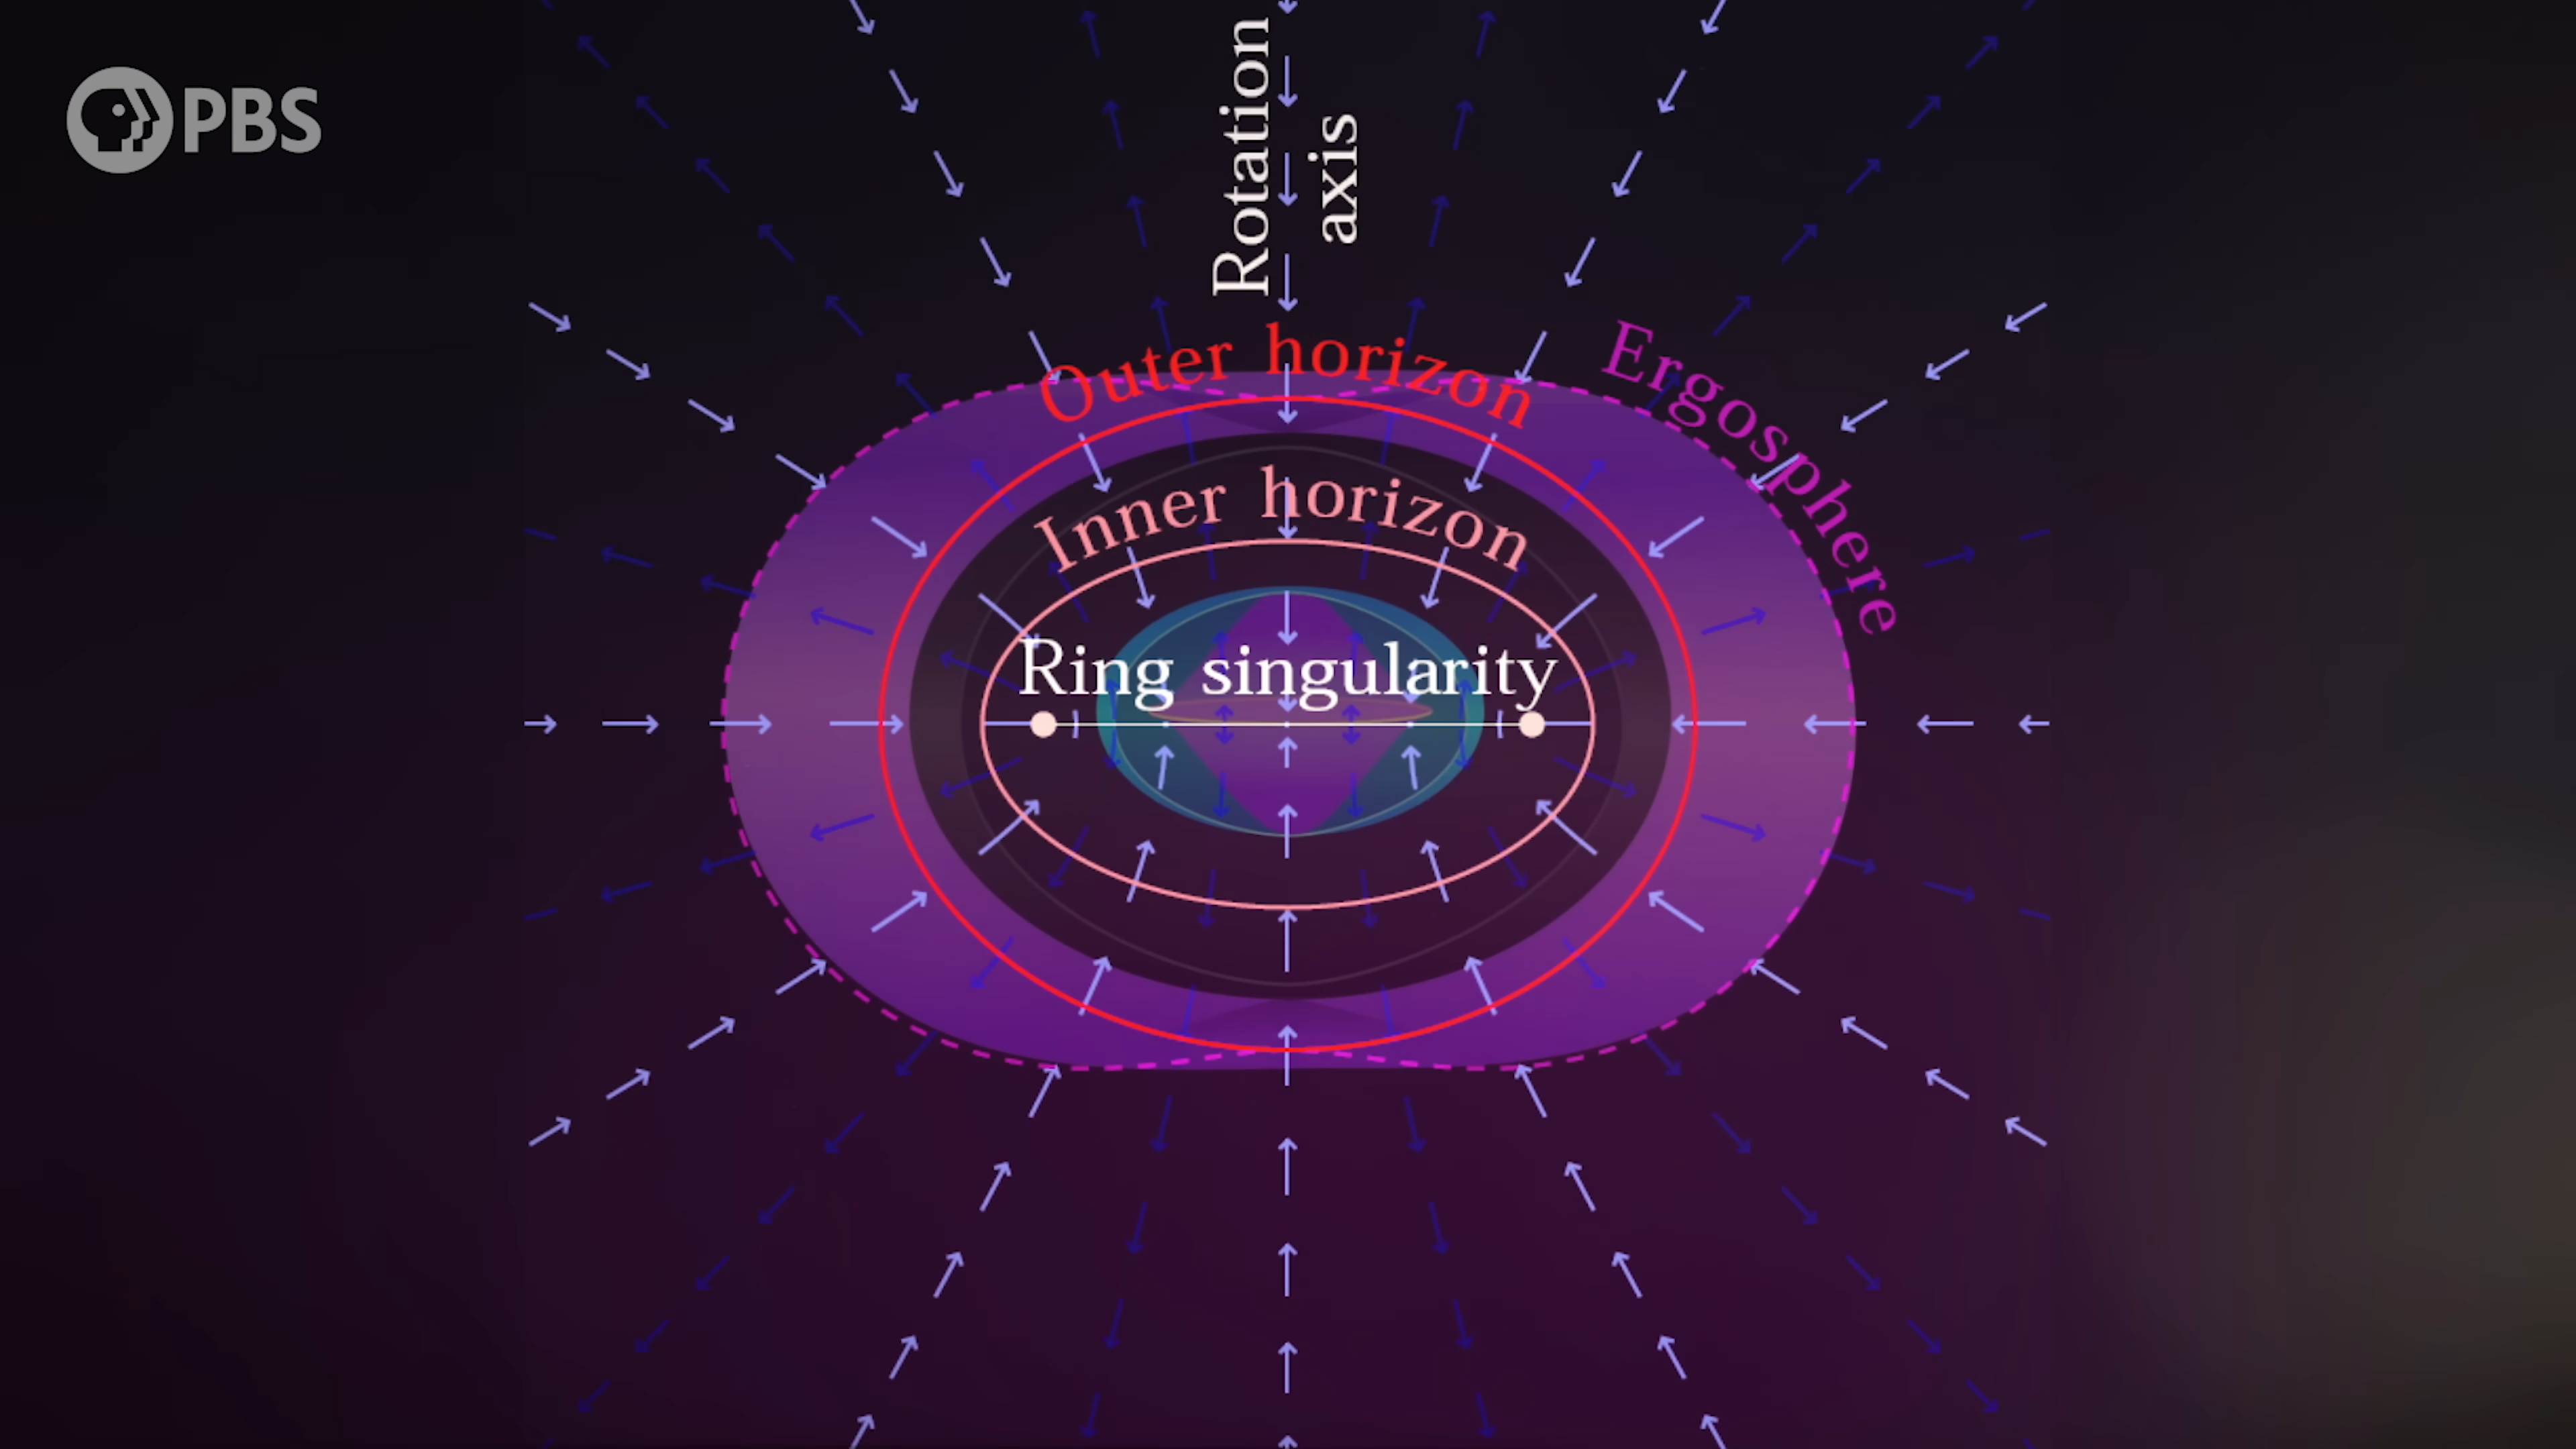 PBS
Rotation
axis
Outer horizon
Ergosphere
Inner horizon
Ring singularity